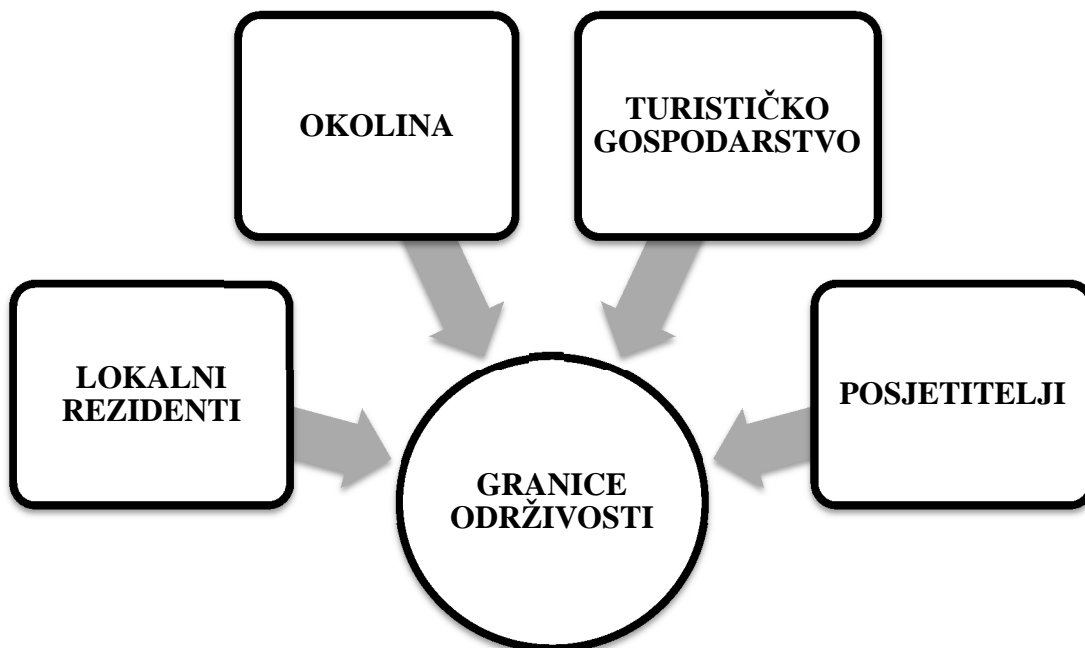 OKOLINA
TURISTIČKO
GOSPODARSTVO
LOKALNI
REZIDENTI
POSJETITELJI
GRANICE
ODRŽIVOSTI